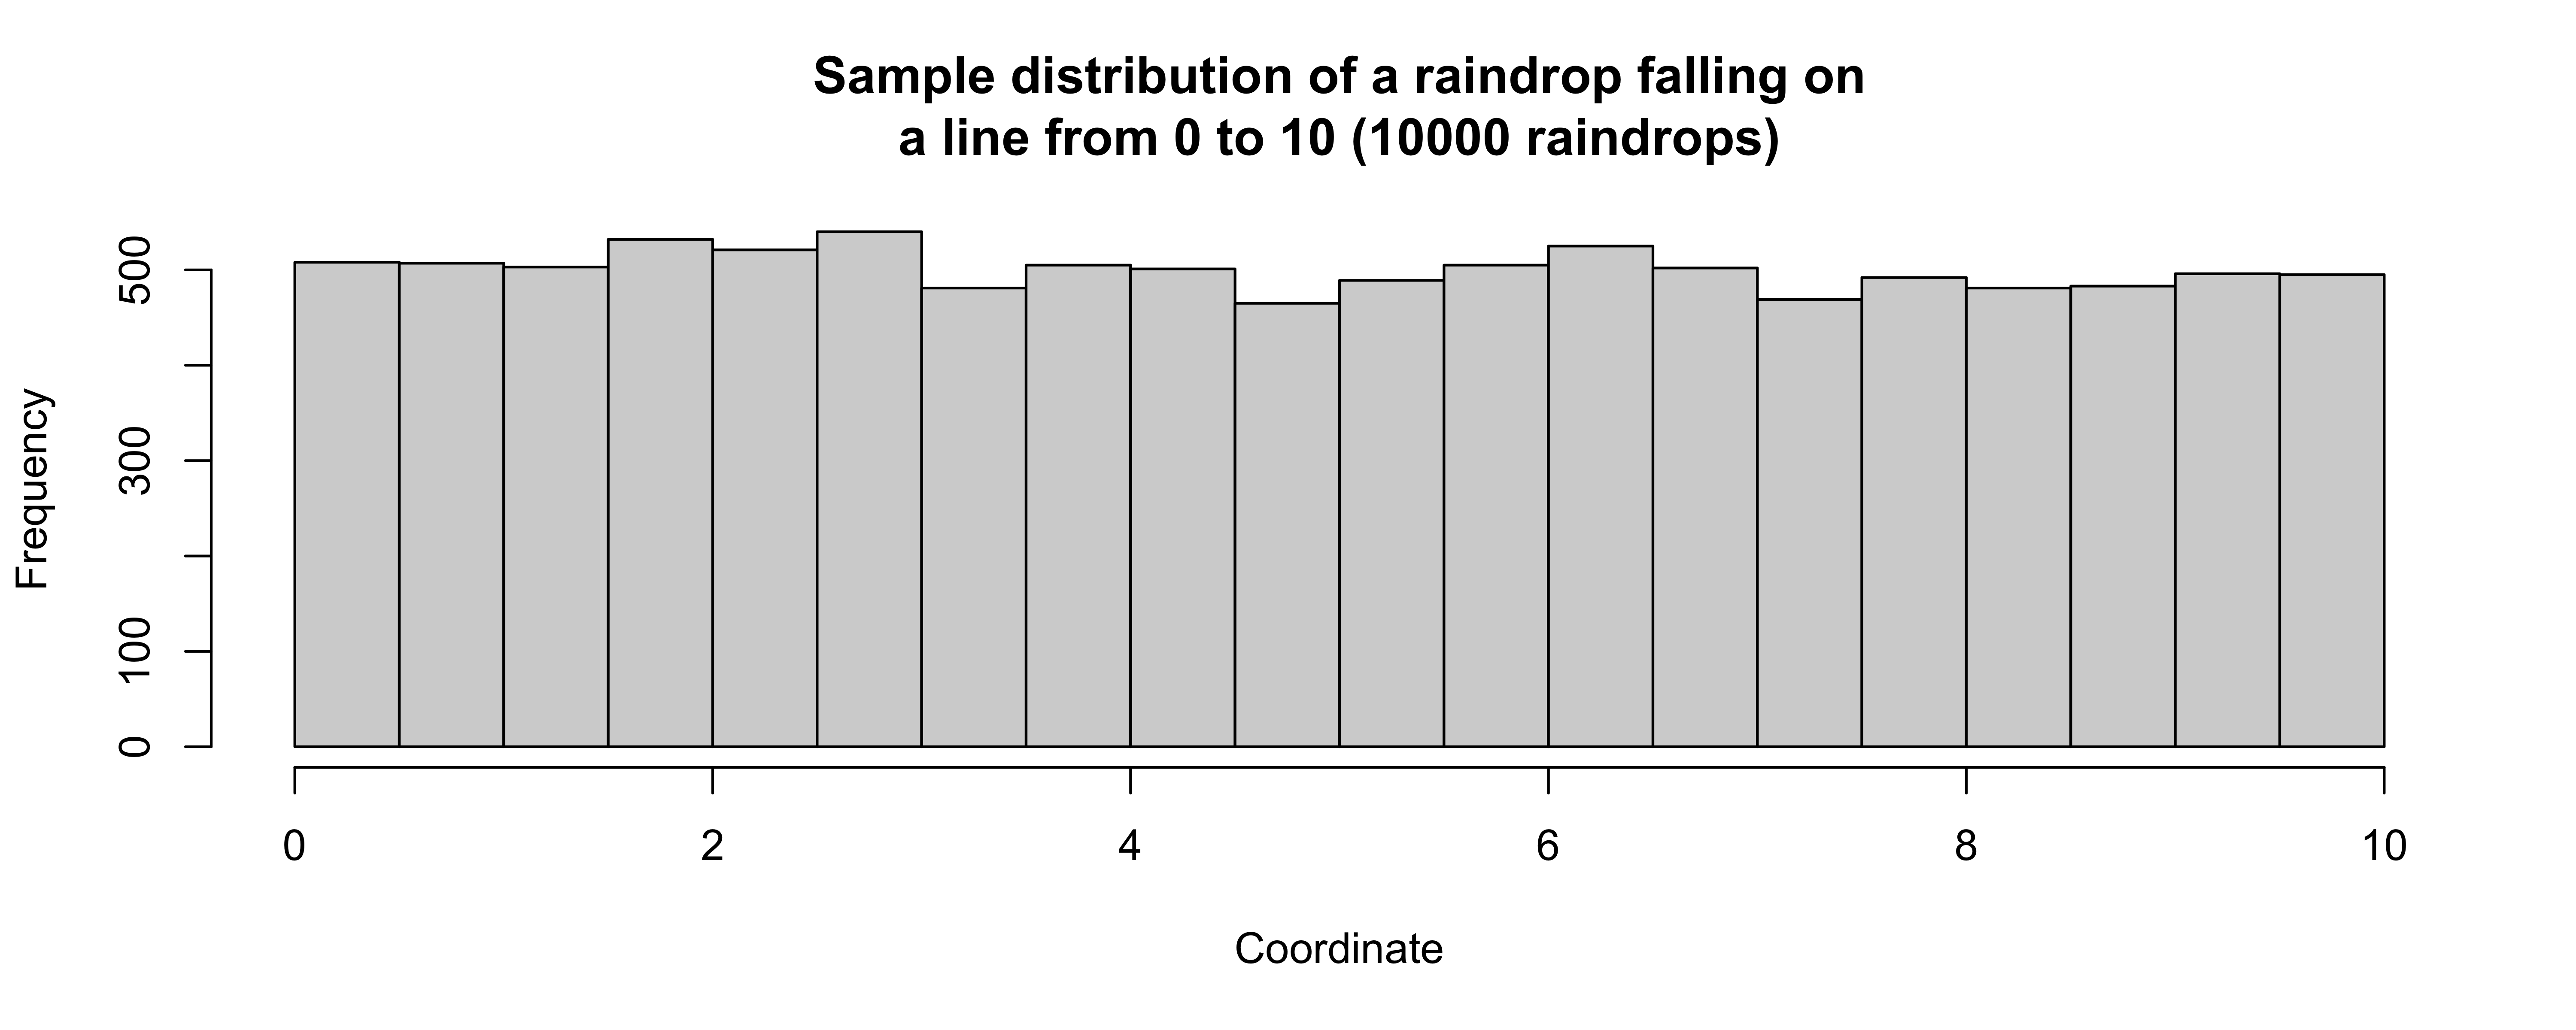 Sample distribution of a raindrop falling on
a line from 0 to 10 (10000 raindrops)
Frequency
500
300
100
0
0 2 4 6 8 10
Coordinate